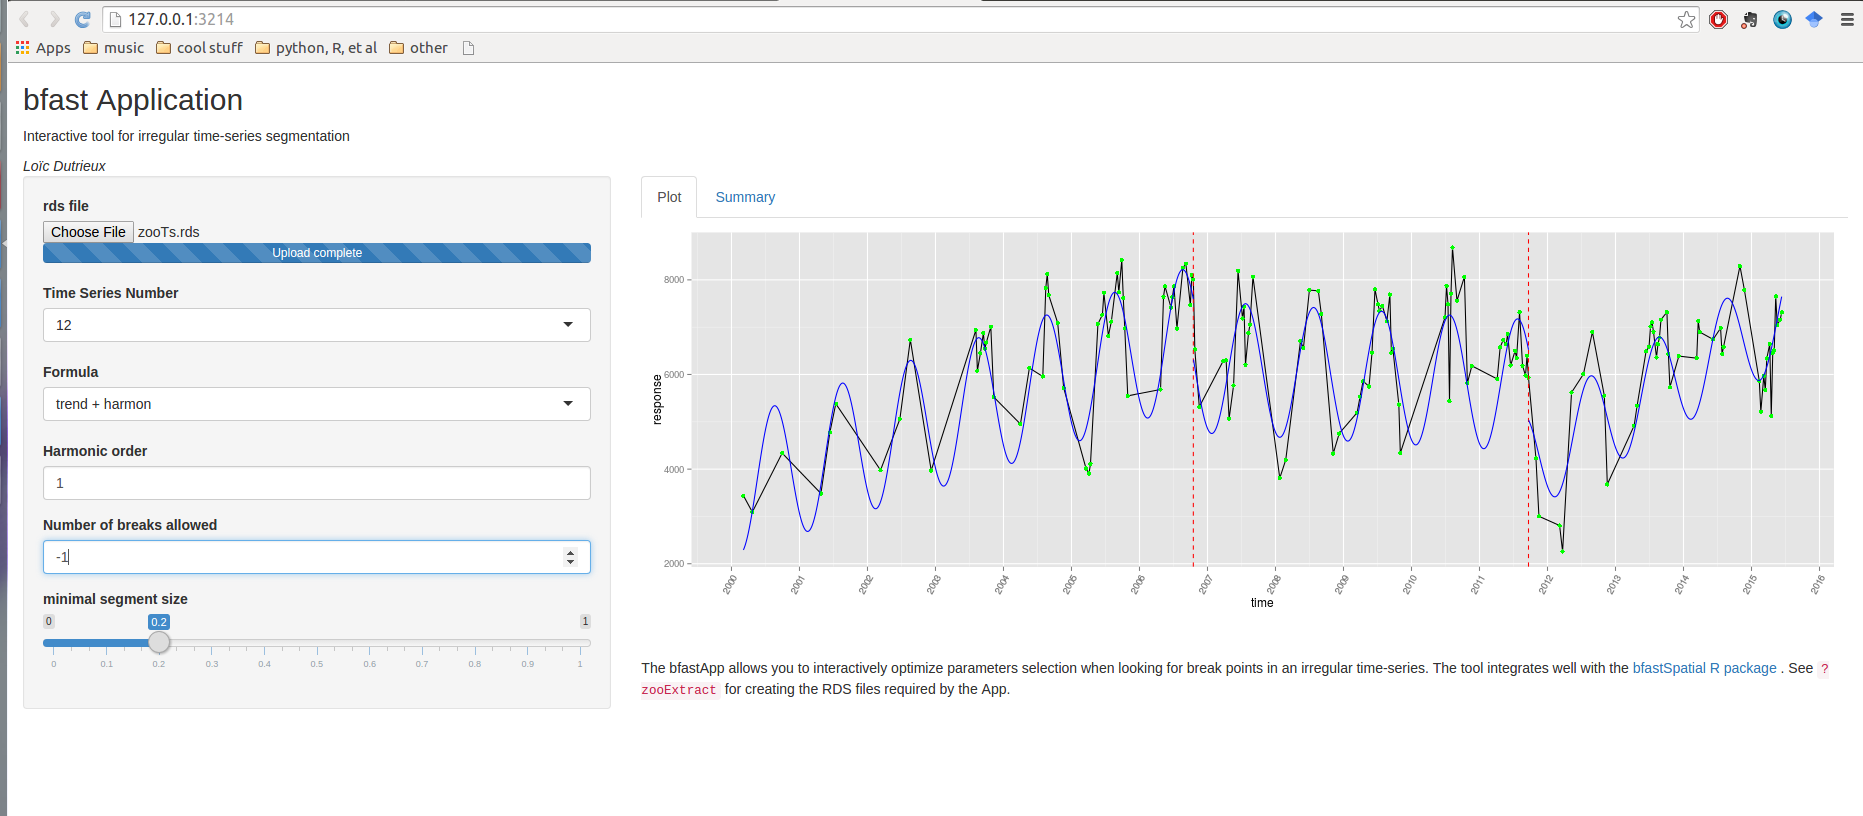 127.0.0.1:3214
Apps music cool stuff python, R, et al other
bfast Application
Interactive tool for irregular time-series segmentation
Loïc Dutrieux
rds file
Choose File zooTs.rds
Upload complete
Time Series Number
12
Formula
trend + harmon
Harmonic order
1
Number of breaks allowed
-1
minimal segment size
0 0.2 1
0 0.1 0.2 0.3 0.4 0.5 0.6 0.7 0.8 0.9 1
Plot Summary
8000
6000
4000
2000
response
2000 2001 2002 2003 2004 2005 2006 2007 2008 2009 2010 2011 2012 2013 2014 2015 2016
time
The bfastApp allows you to interactively optimize parameters selection when looking for break points in an irregular time-series. The tool integrates well with the bfastSpatial R package . See ?
zooExtract for creating the RDS files required by the App.